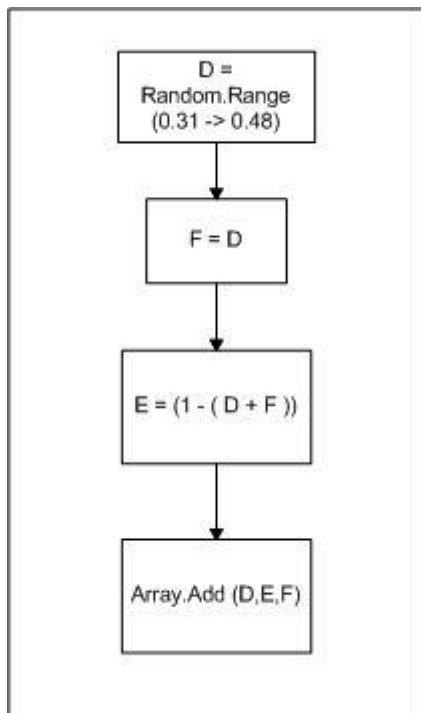 D =
Random.Range
(0.31 -> 0.48)
F = D
E = (1 - ( D + F ))
Array.Add (D,E,F)